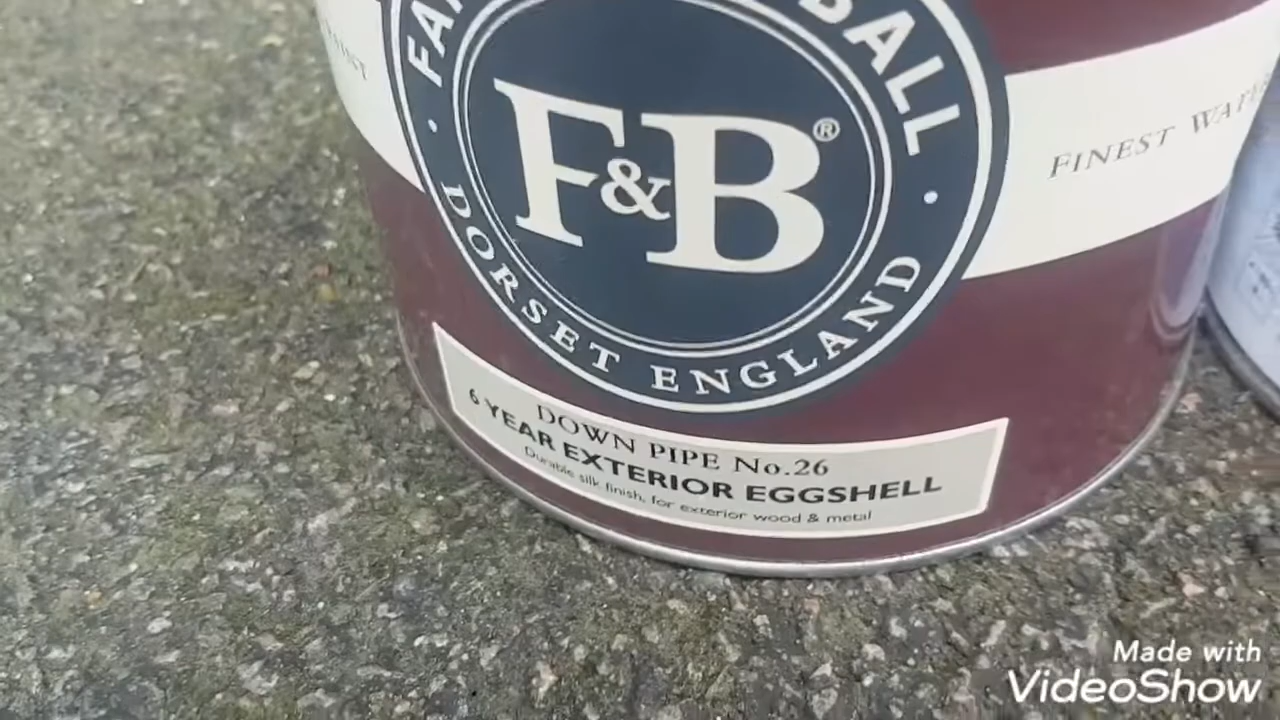 BALL
F&B®
DORSET ENGLAND
FINEST
DOWN PIPE No.26
6 YEAR EXTERIOR EGGSHELL
Durable silk finish, for exterior wood & metal
Made with
VideoShow